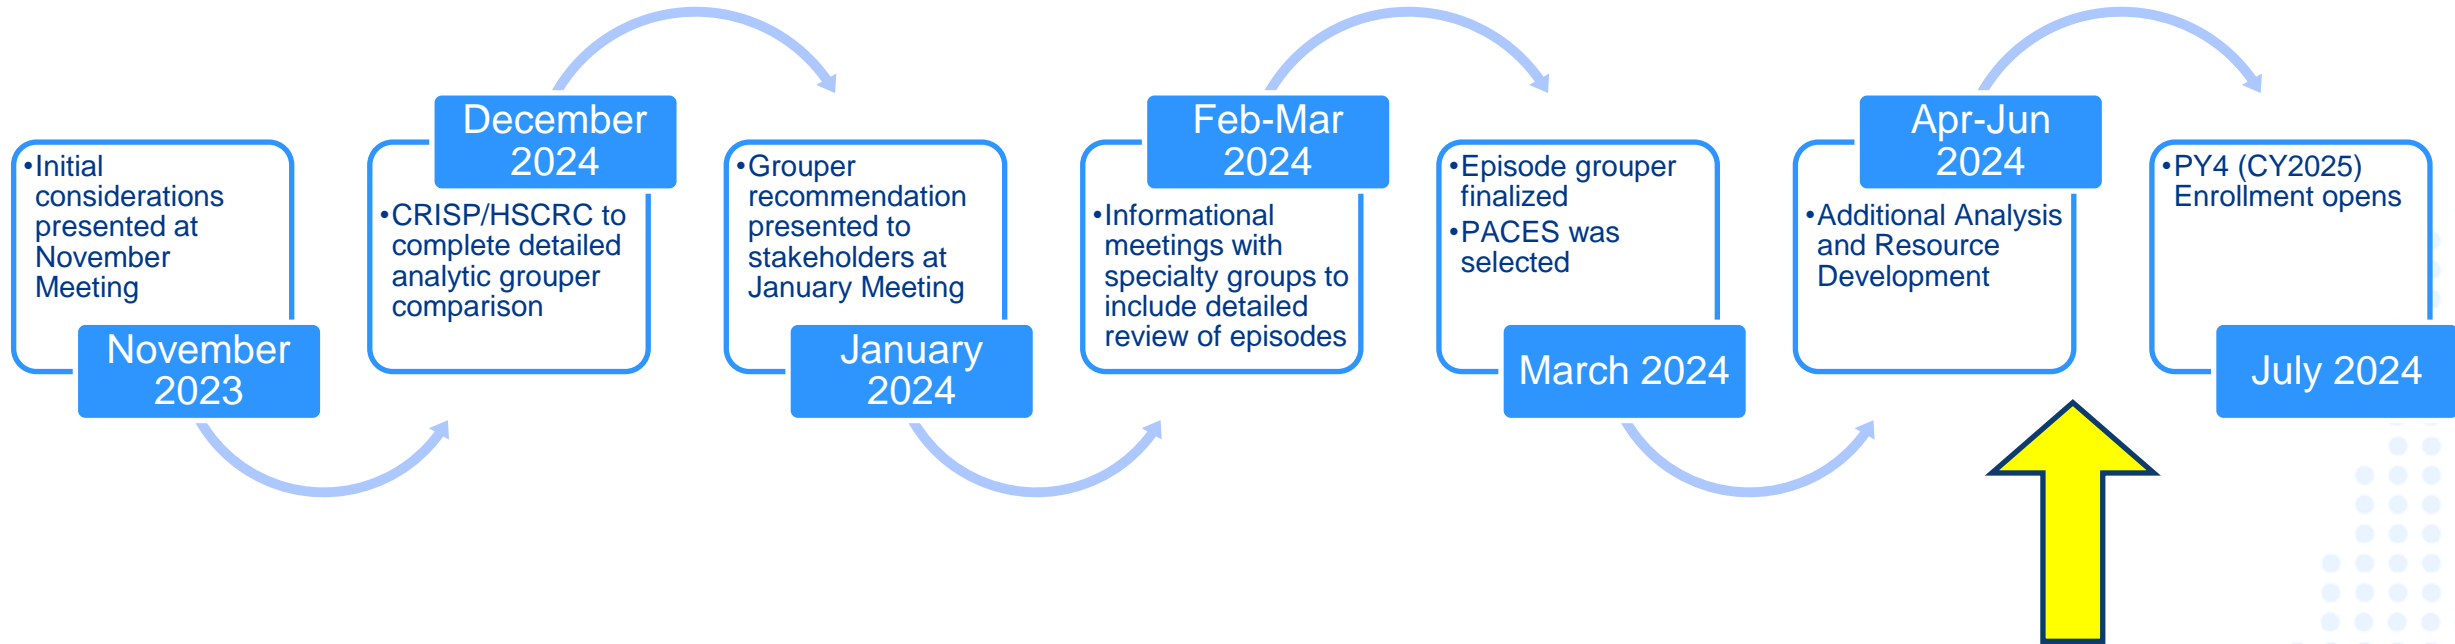 •Initial
considerations
presented at
November
Meeting
November
2023
December
2024
•CRISP/HSCRC to
complete detailed
analytic grouper
comparison
•Grouper
recommendation
presented to
stakeholders at
January Meeting
January
2024
Feb-Mar
2024
•Informational
meetings with
specialty groups to
include detailed
review of episodes
•Episode grouper
finalized
•PACES was
selected
March 2024
Apr-Jun
2024
•Additional Analysis
and Resource
Development
•PY4 (CY2025)
Enrollment opens
July 2024